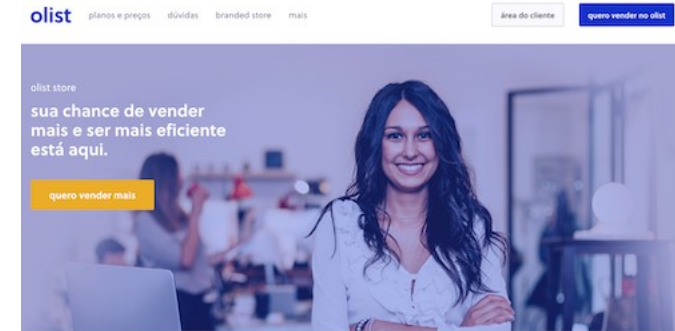 olist
planos e preços dúvidas branded store mais
área do cliente
quero vender no olist
olist store
sua chance de vender
mais e ser mais eficiente
está aqui.
quero vender mais